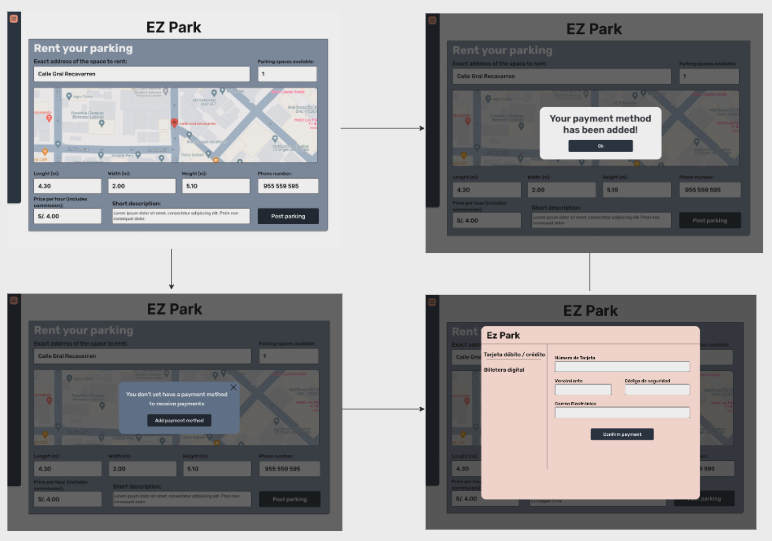 EZ Park
Rent your parking
Exact address of the space to rent:
Parking spaces available:
Calle Gral Recavarren
1
Lenght (m):
Width (m):
Height (m):
Phone number:
4.30
2.00
5.10
955 559 595
Price per hour (includes
Short description:
S/. 4.00
Lorem ipsum dolor sit amet, consectetur adipiscing elit. Proin non
consequat dolor.
Post parking
EZ Park
Rent your parking
Exact address of the space to rent:
Parking spaces available:
Calle Gral Recavarren
1
Your payment method
has been added!
Ok
Lenght (m):
Width (m):
Height (m):
Phone number:
4.30
2.00
5.10
955 559 595
Price per hour (includes
Short description:
S/. 4.00
Lorem ipsum dolor sit amet, consectetur adipiscing elit. Proin non
consequat dolor.
Post parking
EZ Park
Rent your parking
Exact address of the space to rent:
Parking spaces available:
Calle Gral Recavarren
1
You don't yet have a payment method
to receive payments
Add payment method
Lenght (m):
Width (m):
Height (m):
Phone number:
4.30
2.00
5.10
955 559 595
Price per hour (includes
Short description:
S/. 4.00
Lorem ipsum dolor sit amet, consectetur adipiscing elit. Proin non
consequat dolor.
Post parking
EZ Park
Rent
Ez Park
Tarjeta débito / crédito
Número de Tarjeta
Billetera digital
Vencimiento
Código de seguridad
Correo Electrónico
Confirm payment
4.30
595
S/. 4.00
parking